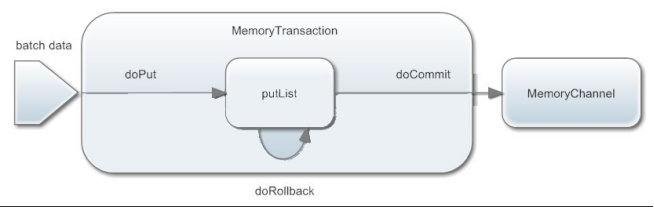 MemoryTransaction
batch data
doPut
doCommit
putList
MemoryChannel
doRollback